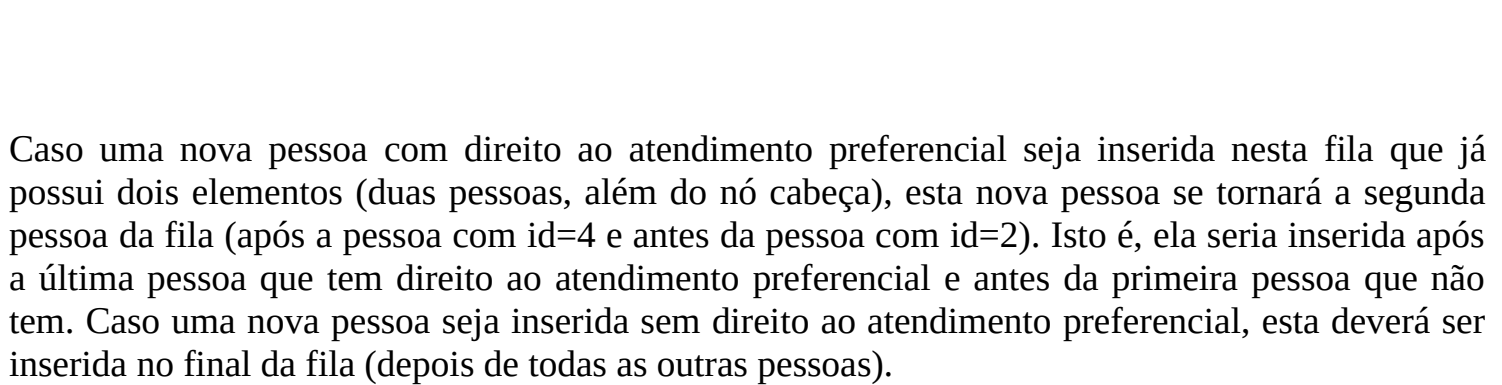 Caso uma nova pessoa com direito ao atendimento preferencial seja inserida nesta fila que já
possui dois elementos (duas pessoas, além do nó cabeça), esta nova pessoa se tornará a segunda
pessoa da fila (após a pessoa com id=4 e antes da pessoa com id=2). Isto é, ela seria inserida após
a última pessoa que tem direito ao atendimento preferencial e antes da primeira pessoa que não
tem. Caso uma nova pessoa seja inserida sem direito ao atendimento preferencial, esta deverá ser
inserida no final da fila (depois de todas as outras pessoas).